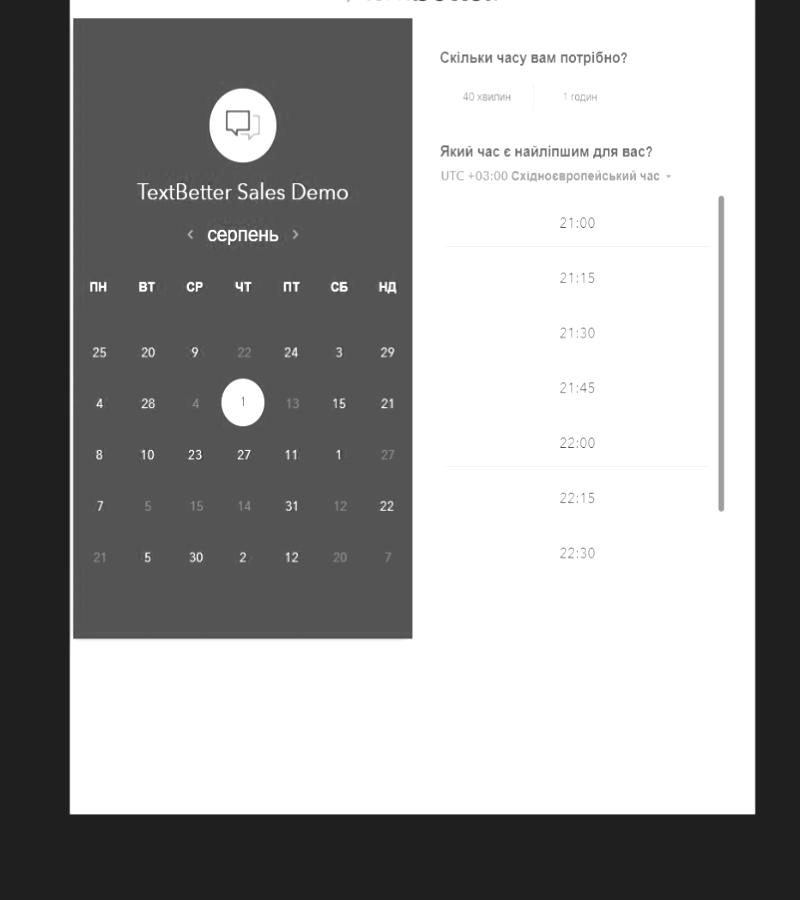 TextBetter Sales Demo
< серпень >
ПН ВТ СР ЧТ ПТ СБ НД
25 20 9 22 24 3 29
4 28 4 1 13 15 21
8 10 23 27 11 1 27
7 5 15 14 31 12 22
21 5 30 2 12 20 7
Скільки часу вам потрібно?
40 хвилин 1 годин
Який час є найліпшим для вас?
UTC +03:00 Східноєвропейський час
21:00
21:15
21:30
21:45
22:00
22:15
22:30